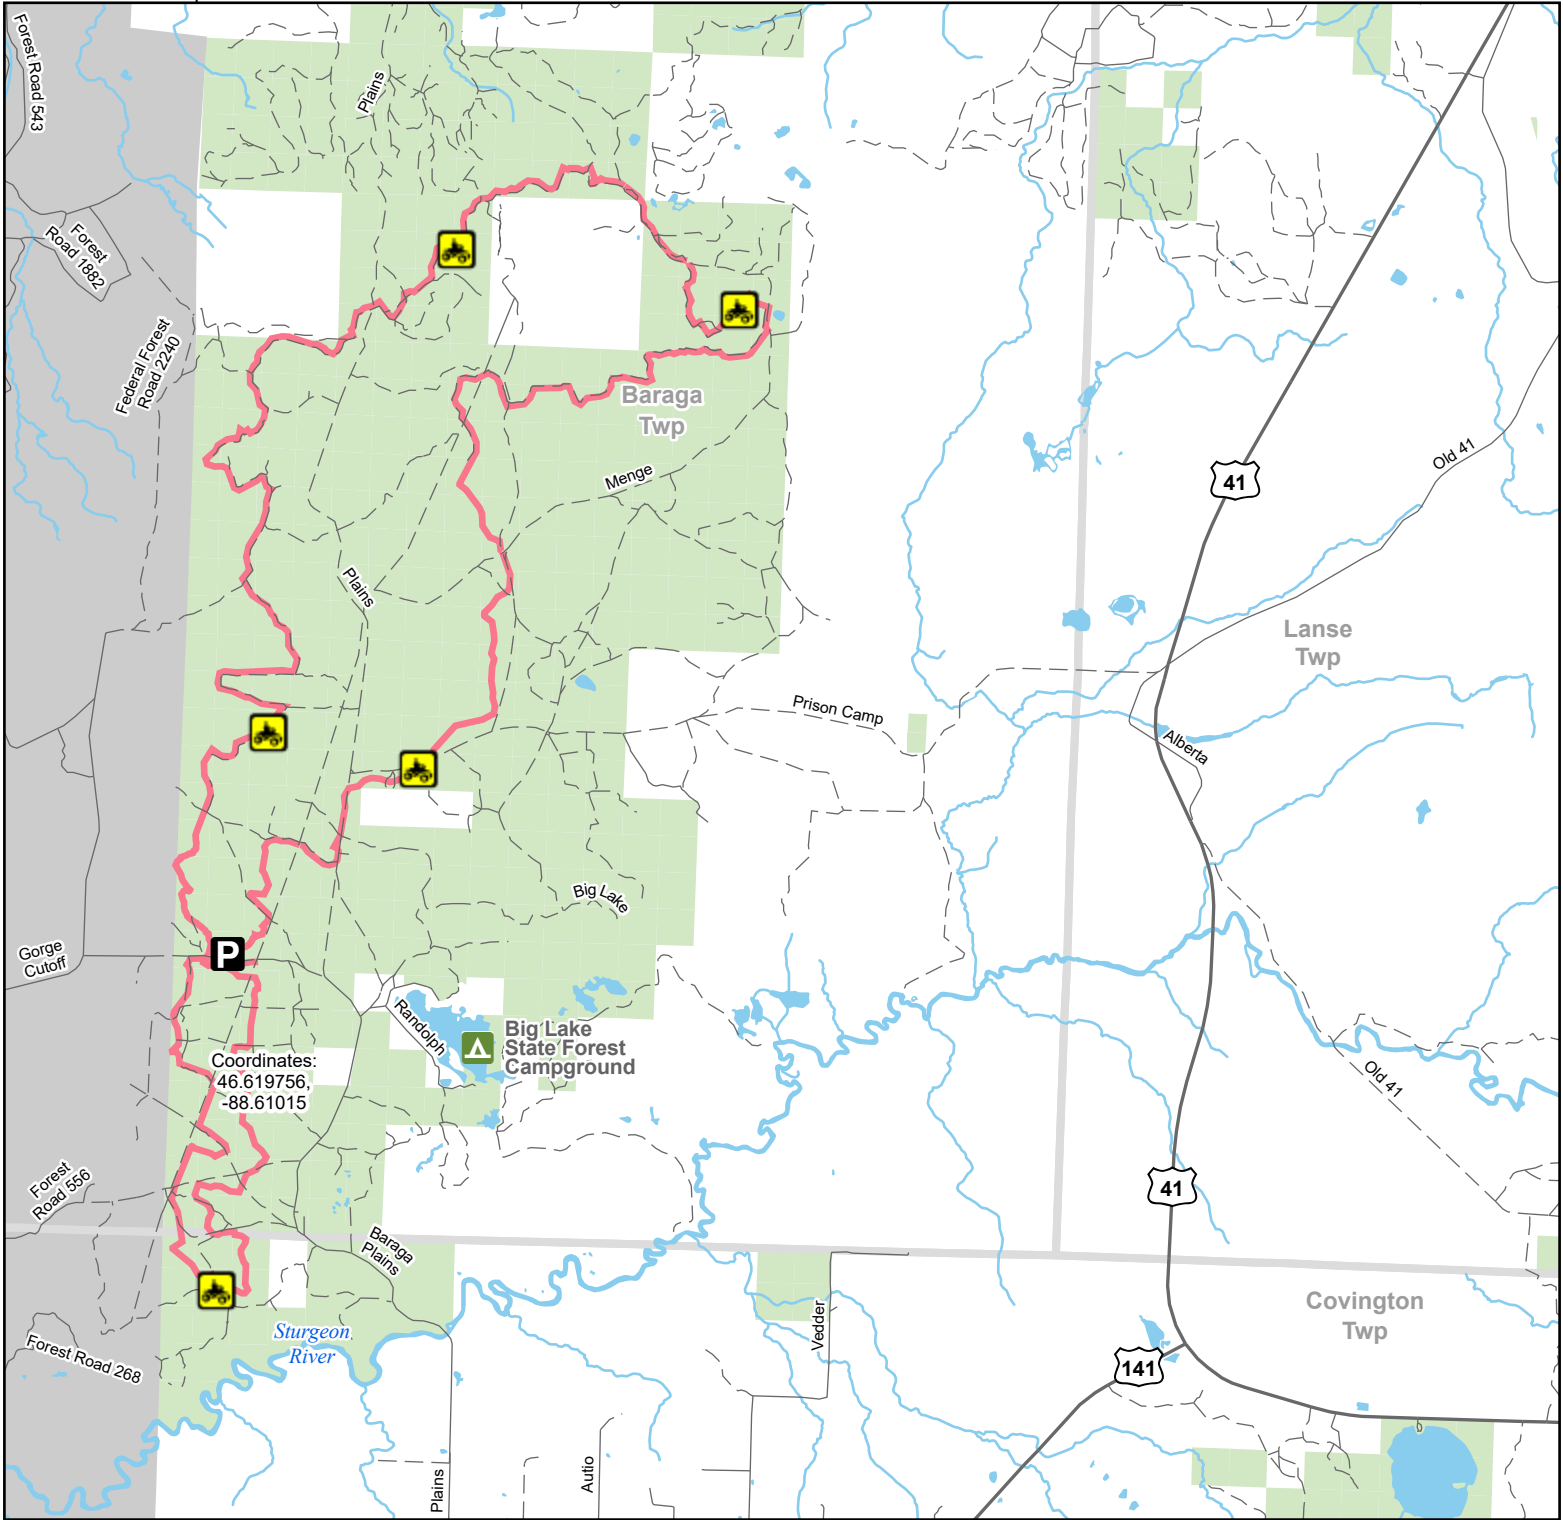 Forest Road 543
Plains
Forest
Road 1882
Federal Forest
Road 2240
Baraga
Twp
Menge
41
Old 41
Plains
Lanse
Twp
Prison Camp
Alberta
Big Lake
Gorge
Cutoff
P
Randolph
Big Lake
State Forest
Campground
Coordinates:
46.619756,
-88.61015
Old 41
Forest
Road 556
41
Baraga
Plains
Sturgeon
River
Vedder
Covington
Twp
Forest Road 268
141
Plains
Autio